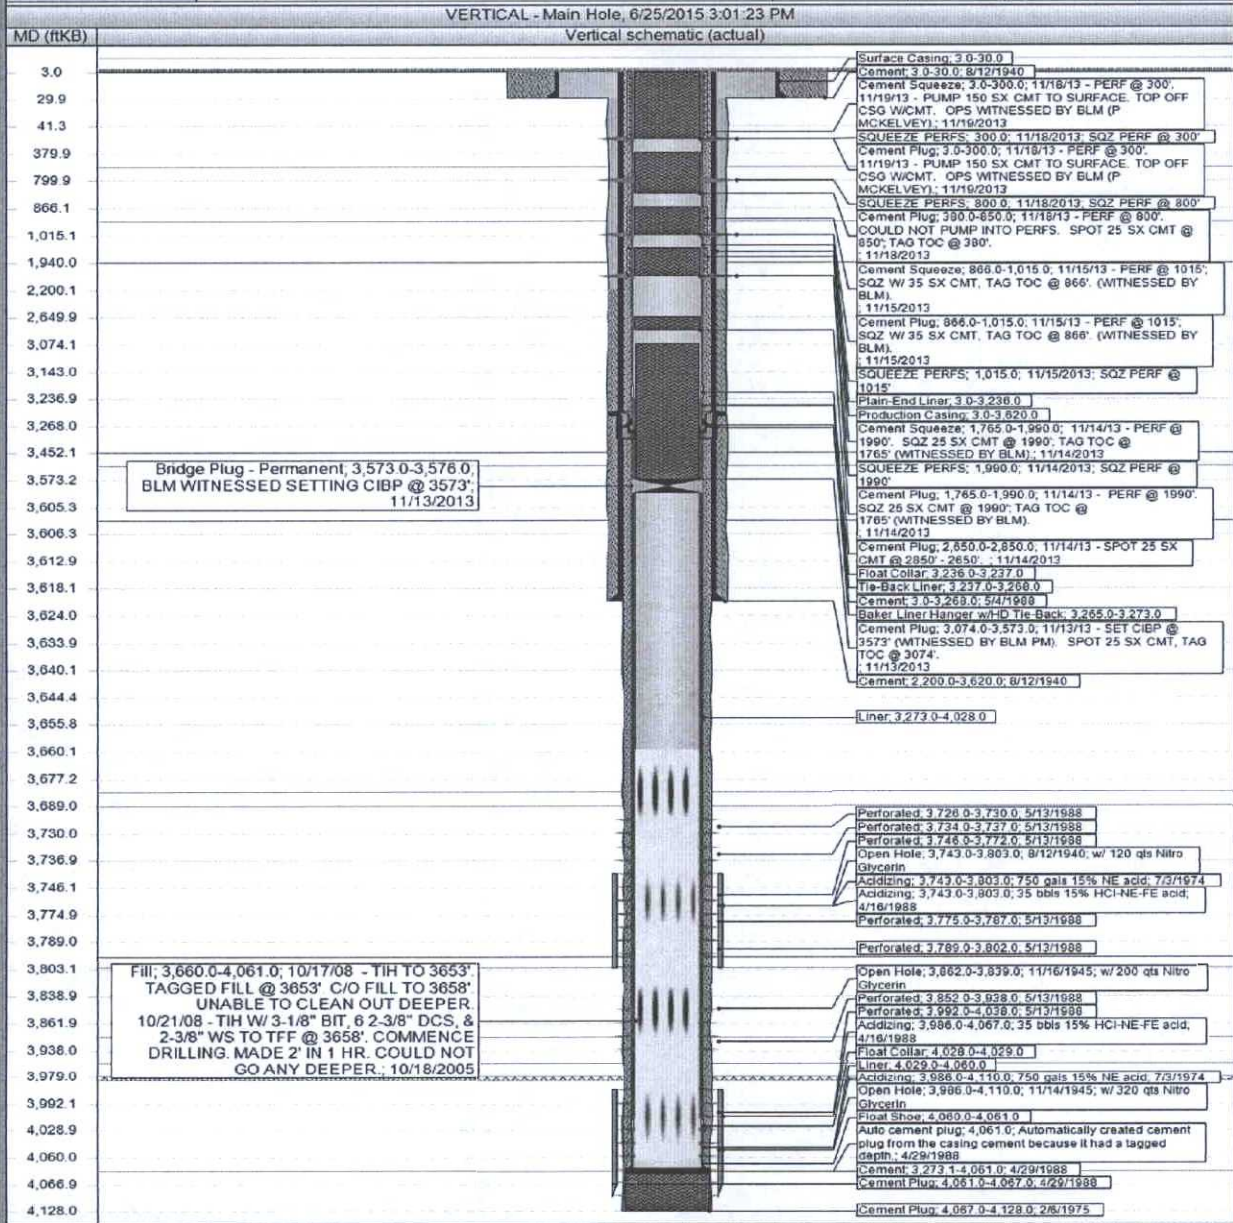 VERTICAL - Main Hole, 6/25/2015 3:01:23 PM
MD (ftKB)
Vertical schematic (actual)
3.0
29.9
41.3
379.9
799.9
866.1
1,015.1
1,940.0
2,200.1
2,649.9
3,074.1
3,143.0
3,236.9
3,268.0
3,452.1
3,573.2
3,605.3
3,606.3
3,612.9
3,618.1
3,624.0
3,633.9
3,640.1
3,644.4
3,655.8
3,660.1
3,677.2
3,689.0
3,730.0
3,736.9
3,746.1
3,774.9
3,789.0
3,803.1
3,838.9
3,861.9
3,938.0
3,979.0
3,992.1
4,028.9
4,060.0
4,066.9
4,128.0
Bridge Plug - Permanent; 3,573.0-3,576.0;
BLM WITNESSED SETTING CIBP @ 3573';
11/13/2013
Fill; 3,660.0-4,061.0; 10/17/08 - TIH TO 3653'.
TAGGED FILL @ 3653' C/O FILL TO 3658'.
UNABLE TO CLEAN OUT DEEPER.
10/21/08 - TIH W/ 3-1/8" BIT, 6 2-3/8" DCS, &
2-3/8" WS TO TFF @ 3658'. COMMENCE
DRILLING. MADE 2' IN 1 HR. COULD NOT
GO ANY DEEPER.; 10/18/2005
Surface Casing; 3.0-30.0
Cement; 3.0-30.0; 8/12/1940
Cement Squeeze; 3.0-300.0; 11/18/13 - PERF @ 300'.
11/19/13 - PUMP 150 SX CMT TO SURFACE. TOP OFF
CSG W/CMT. OPS WITNESSED BY BLM (P
MCKELVEY).; 11/19/2013
SQUEEZE PERFS; 300.0; 11/18/2013; SQZ PERF @ 300'
Cement Plug; 3.0-300.0; 11/18/13 - PERF @ 300'.
11/19/13 - PUMP 150 SX CMT TO SURFACE. TOP OFF
CSG W/CMT. OPS WITNESSED BY BLM (P
MCKELVEY).; 11/19/2013
SQUEEZE PERFS; 800.0; 11/18/2013; SQZ PERF @ 800'
Cement Plug; 380.0-850.0; 11/18/13 - PERF @ 800'.
COULD NOT PUMP INTO PERFS. SPOT 25 SX CMT @
850'; TAG TOC @ 380'.
; 11/18/2013
Cement Squeeze; 866.0-1,015.0; 11/15/13 - PERF @ 1015';
SQZ W/ 35 SX CMT, TAG TOC @ 866'. (WITNESSED BY
BLM).
; 11/15/2013
Cement Plug; 866.0-1,015.0; 11/15/13 - PERF @ 1015';
SQZ W/ 35 SX CMT, TAG TOC @ 866'. (WITNESSED BY
BLM).
; 11/15/2013
SQUEEZE PERFS; 1,015.0; 11/15/2013; SQZ PERF @
1015'
Plain-End Liner; 3.0-3,236.0
Production Casing; 3.0-3,620.0
Cement Squeeze; 1,765.0-1,990.0; 11/14/13 - PERF @
1990'. SQZ 25 SX CMT @ 1990'; TAG TOC @
1765' (WITNESSED BY BLM).; 11/14/2013
SQUEEZE PERFS; 1,990.0; 11/14/2013; SQZ PERF @
1990'
Cement Plug; 1,765.0-1,990.0; 11/14/13 - PERF @ 1990'.
SQZ 25 SX CMT @ 1990'; TAG TOC @
1765' (WITNESSED BY BLM).
; 11/14/2013
Cement Plug; 2,650.0-2,850.0; 11/14/13 - SPOT 25 SX
CMT @ 2850' - 2650'. ; 11/14/2013
Float Collar; 3,236.0-3,237.0
Tie-Back Liner; 3,237.0-3,268.0
Cement; 3.0-3,268.0; 5/4/1988
Baker Liner Hanger w/HD Tie-Back; 3,265.0-3,273.0
Cement Plug; 3,074.0-3,573.0; 11/13/13 - SET CIBP @
3573' (WITNESSED BY BLM PM). SPOT 25 SX CMT, TAG
TOC @ 3074'.
; 11/13/2013
Cement; 2,200.0-3,620.0; 8/12/1940
Liner; 3,273.0-4,028.0
Perforated; 3,726.0-3,730.0; 5/13/1988
Perforated; 3,734.0-3,737.0; 5/13/1988
Perforated; 3,746.0-3,772.0; 5/13/1988
Open Hole; 3,743.0-3,803.0; 8/12/1940; w/ 120 qts Nitro
Glycerin
Acidizing; 3,743.0-3,803.0; 750 gals 15% NE acid; 7/3/1974
Acidizing; 3,743.0-3,803.0; 35 bbls 15% HCl-NE-FE acid;
4/16/1988
Perforated; 3,775.0-3,787.0; 5/13/1988
Perforated; 3,789.0-3,802.0; 5/13/1988
Open Hole; 3,862.0-3,839.0; 11/16/1945; w/ 200 qts Nitro
Glycerin
Perforated; 3,852.0-3,938.0; 5/13/1988
Perforated; 3,992.0-4,038.0; 5/13/1988
Acidizing; 3,986.0-4,067.0; 35 bbls 15% HCl-NE-FE acid;
4/16/1988
Float Collar; 4,028.0-4,029.0
Liner; 4,029.0-4,060.0
Acidizing; 3,986.0-4,110.0; 750 gals 15% NE acid; 7/3/1974
Open Hole; 3,986.0-4,110.0; 11/14/1945; w/ 320 qts Nitro
Glycerin
Float Shoe; 4,060.0-4,061.0
Auto cement plug; 4,061.0; Automatically created cement
plug from the casing cement because it had a tagged
depth.; 4/29/1988
Cement; 3,273.1-4,061.0; 4/29/1988
Cement Plug; 4,061.0-4,067.0; 4/29/1988
Cement Plug; 4,067.0-4,128.0; 2/6/1975